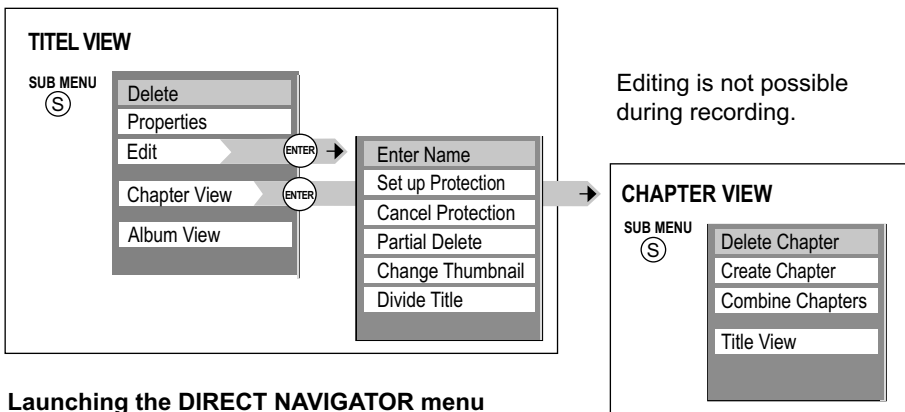 TITEL VIEW
SUB MENU
S
Delete
Properties
Edit
ENTER
Chapter View
ENTER
Album View
Enter Name
Set up Protection
Cancel Protection
Partial Delete
Change Thumbnail
Divide Title
Editing is not possible
during recording.
CHAPTER VIEW
SUB MENU
S
Delete Chapter
Create Chapter
Combine Chapters
Title View
Launching the DIRECT NAVIGATOR menu